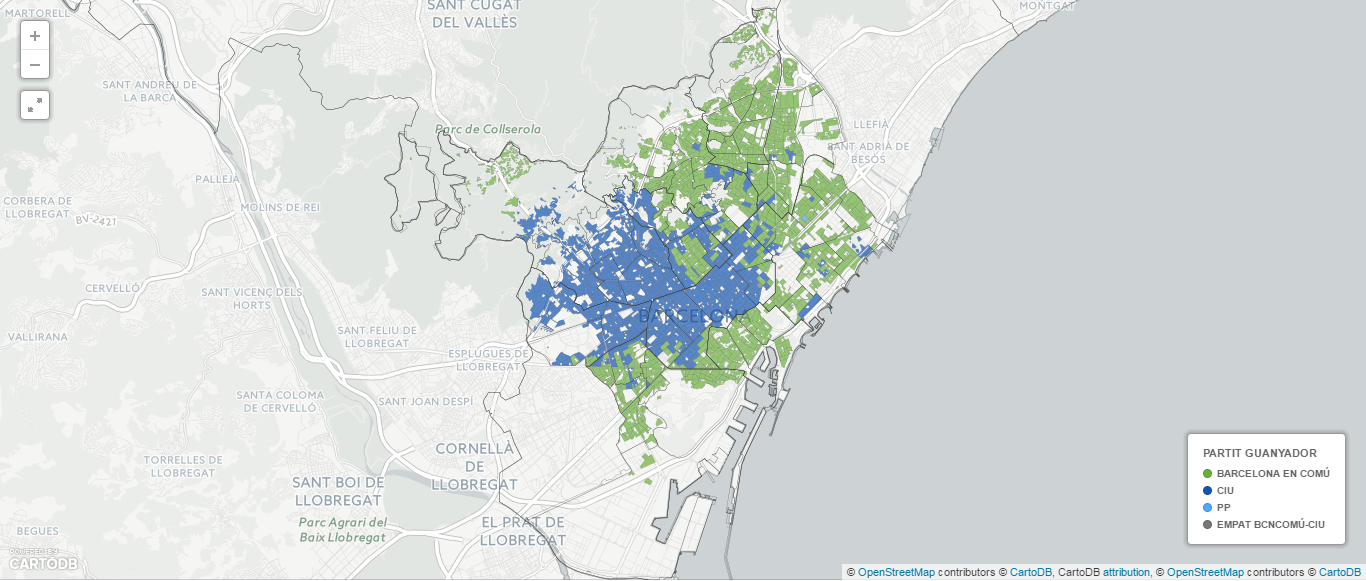 MARTORELL
SANT CUGAT
DEL VALLÈS
MONTGAT
+
−
SANT ANDREU DE
LA BARCA
Parc de Collserola
LLEFIÀ
SANT ADRIÀ DE
BESÒS
PALLEJÀ
CORBERA DE
LLOBREGAT
BV-2421
MOLINS DE REI
CERVELLÓ
SANT VICENÇ DELS
HORTS
BARCELONA
VALLIRANA
SANT FELIU DE
LLOBREGAT
ESPLUGUES DE
LLOBREGAT
SANTA COLOMA
DE CERVELLÓ
SANT JOAN DESPÍ
CORNELLÀ
DE
LLOBREGAT
TORRELLES DE
LLOBREGAT
SANT BOI DE
LLOBREGAT
Parc Agrari del
Baix Llobregat
EL PRAT DE
LLOBREGAT
BEGUES
PARTIT GUANYADOR
BARCELONA EN COMÚ
CIU
PP
EMPAT BCNCOMÚ-CIU
POWERED BY
CARTODB
© OpenStreetMap contributors © CartoDB, CartoDB attribution, © OpenStreetMap contributors © CartoDB